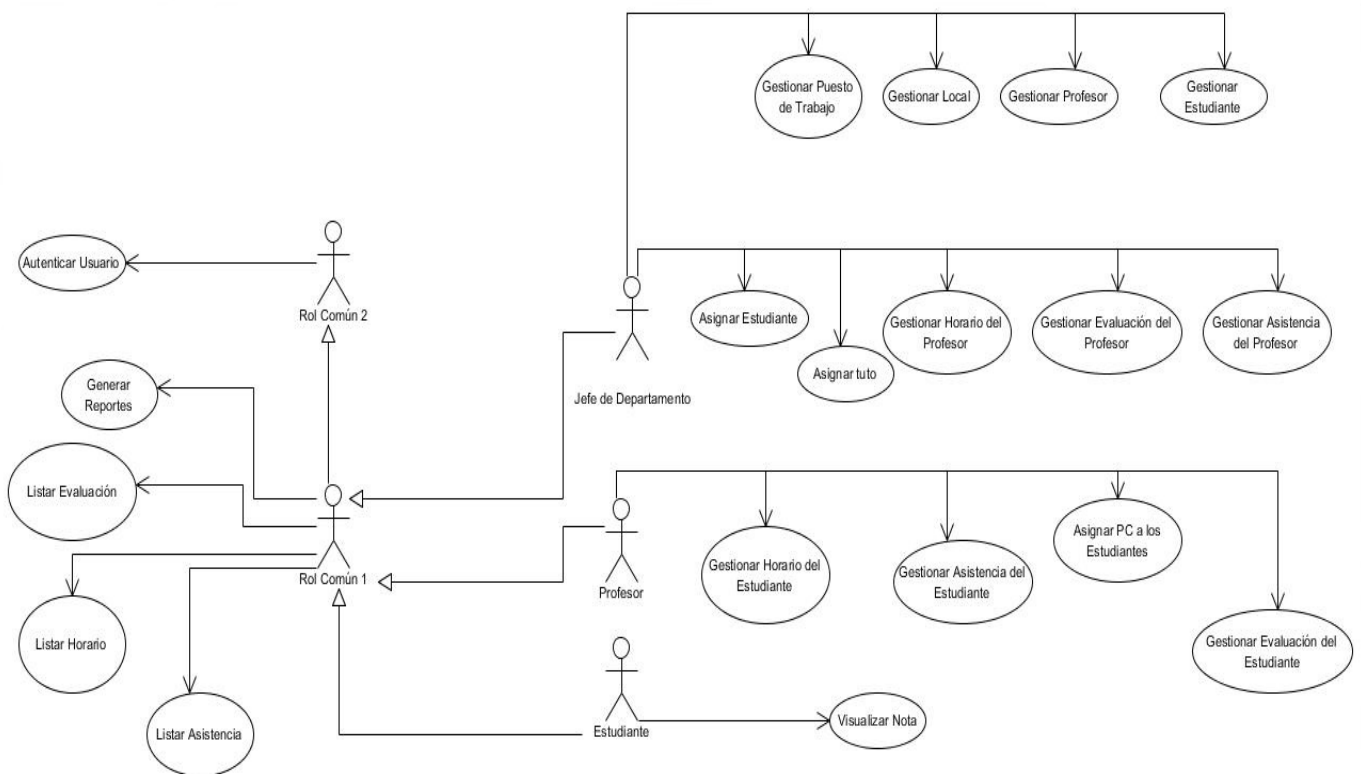 Gestionar Puesto
de Trabajo
Gestionar Local
Gestionar Profesor
Gestionar
Estudiante
Autenticar Usuario
Rol Común 2
Asignar Estudiante
Asignar tuto
Gestionar Horario del
Profesor
Gestionar Evaluación del
Profesor
Gestionar Asistencia
del Profesor
Jefe de Departamento
Generar
Reportes
Listar Evaluación
Rol Común 1
Listar Horario
Listar Asistencia
Profesor
Gestionar Horario del
Estudiante
Gestionar Asistencia del
Estudiante
Asignar PC a los
Estudiantes
Gestionar Evaluación del
Estudiante
Estudiante
Visualizar Nota